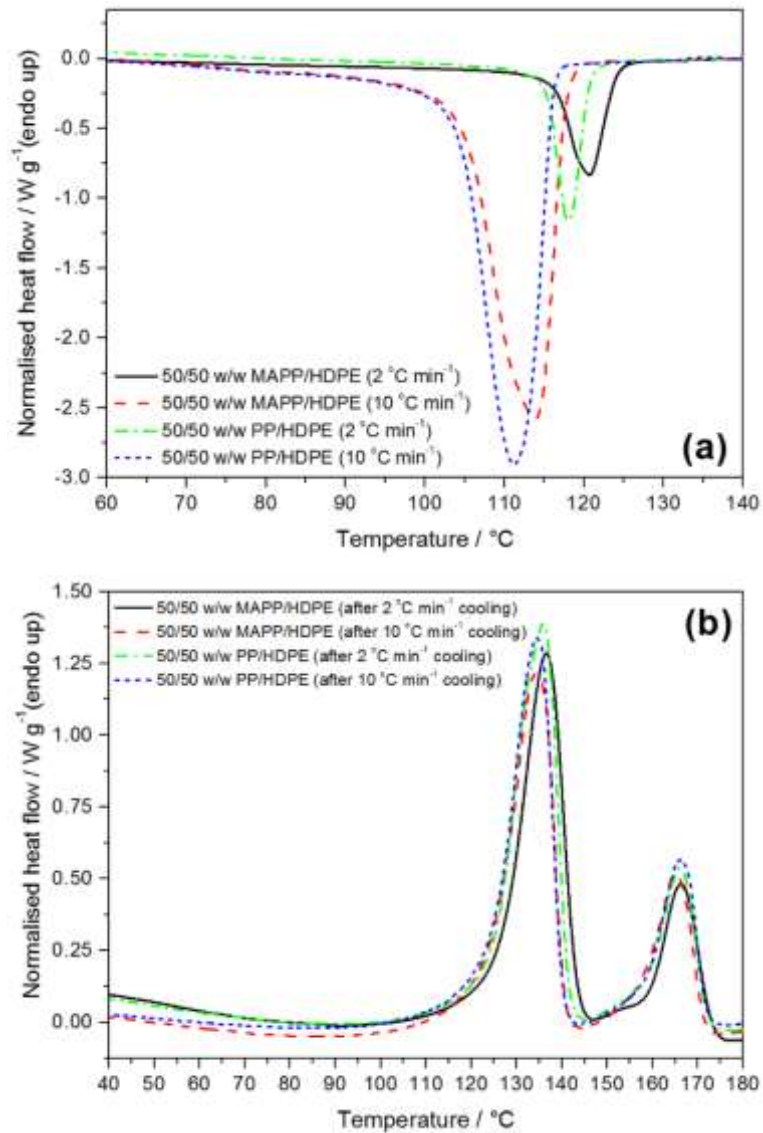 0.0
-0.5
-1.0
-1.5
-2.0
-2.5
-3.0
Normalised heat flow / W g⁻¹(endo up)
50/50 w/w MAPP/HDPE (2 °C min⁻¹)
50/50 w/w MAPP/HDPE (10 °C min⁻¹)
50/50 w/w PP/HDPE (2 °C min⁻¹)
50/50 w/w PP/HDPE (10 °C min⁻¹)
(a)
60 70 80 90 100 110 120 130 140
Temperature / °C
1.50
1.25
1.00
0.75
0.50
0.25
0.00
Normalised heat flow / W g⁻¹(endo up)
50/50 w/w MAPP/HDPE (after 2 °C min⁻¹ cooling)
50/50 w/w MAPP/HDPE (after 10 °C min⁻¹ cooling)
50/50 w/w PP/HDPE (after 2 °C min⁻¹ cooling)
50/50 w/w PP/HDPE (after 10 °C min⁻¹ cooling)
(b)
40 50 60 70 80 90 100 110 120 130 140 150 160 170 180
Temperature / °C